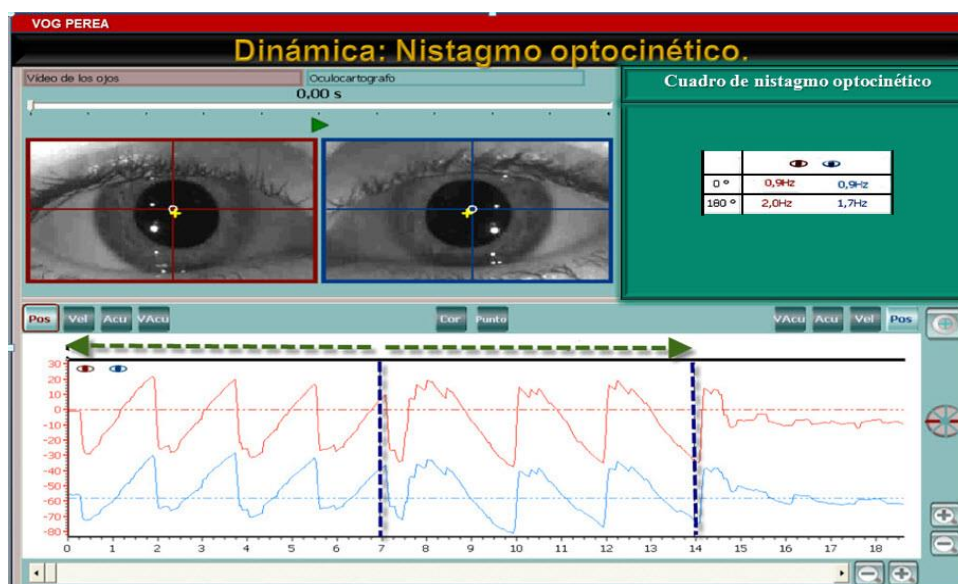 VOG PEREA
Dinámica: Nistagmo optocinético.
Vídeo de los ojos
Oculocartografo
0,00 s
Cuadro de nistagmo optocinético
0 º 0,9Hz 0,9Hz
180 º 2,0Hz 1,7Hz
Pos Vel Acu VAcu Cor Punto VAcu Acu Vel Pos
30
20
10
0
-10
-20
-30
-40
-50
-60
-70
-80
0 1 2 3 4 5 6 7 8 9 10 11 12 13 14 15 16 17 18